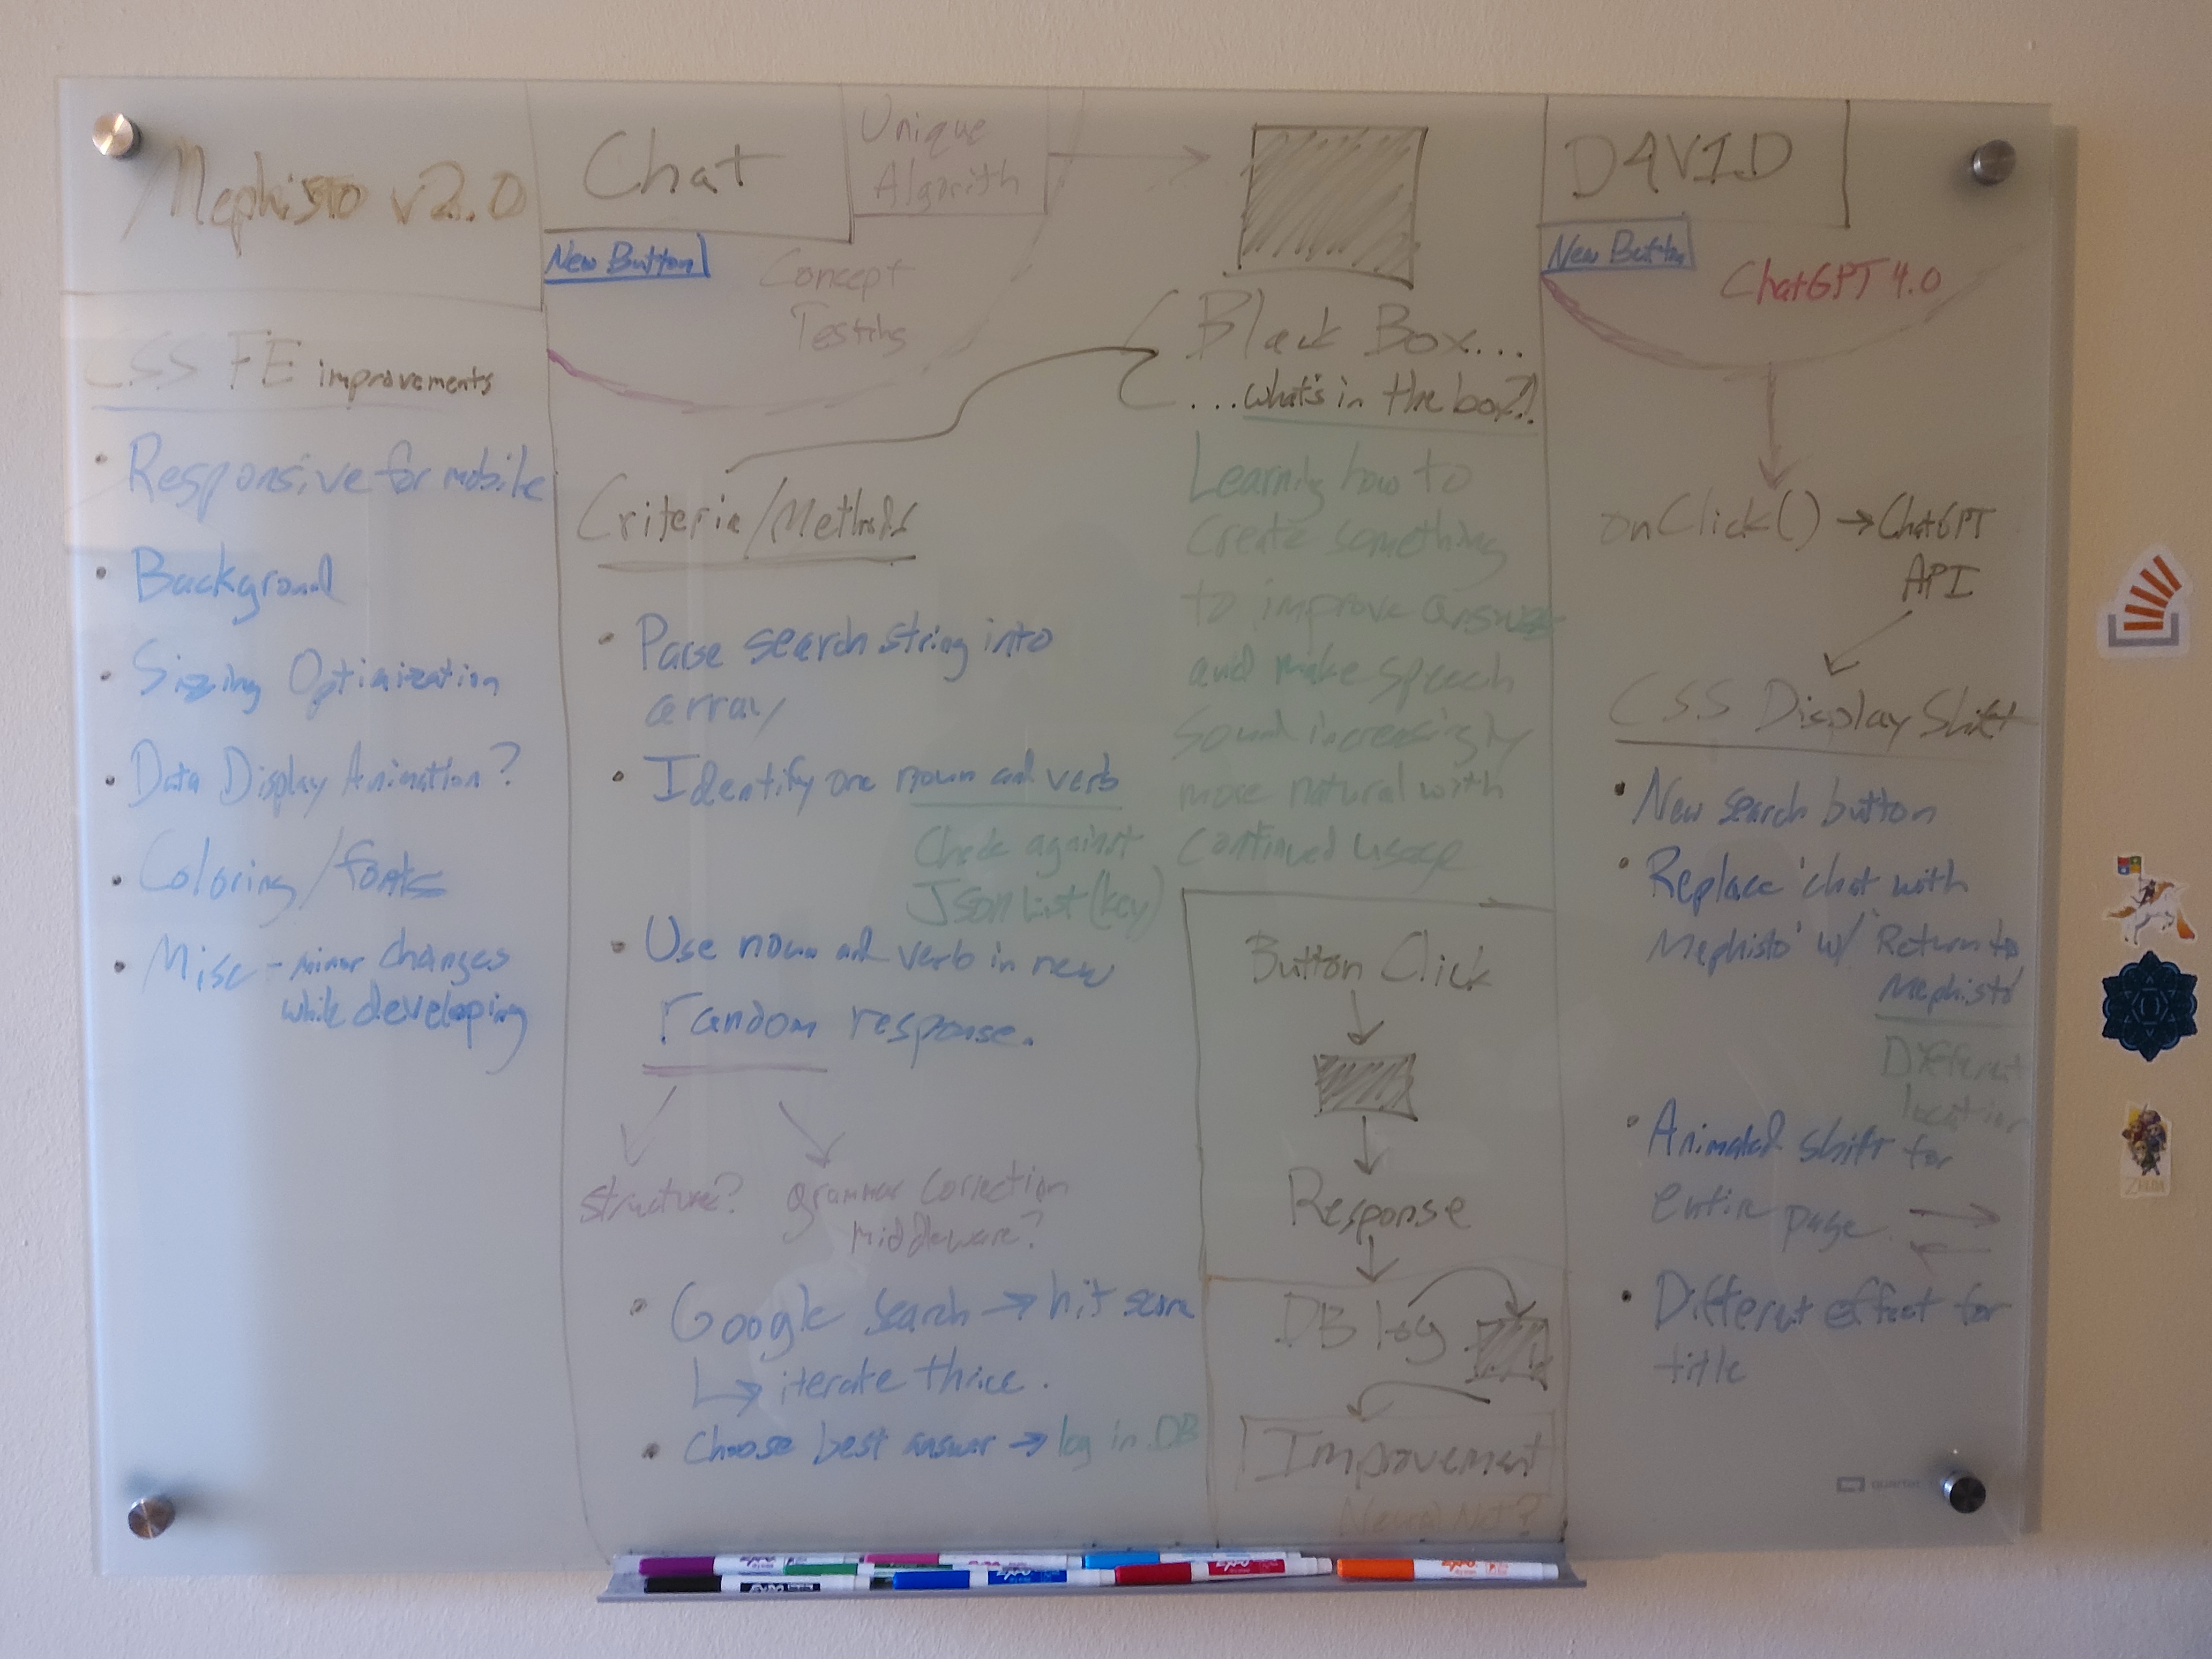 Mephisto v2.0
CSS FE improvements
Responsive for mobile
Background
Sizing Optimization
Data Display Animation?
Coloring/fonts
Misc - minor changes
while developing
Chat
Unique
Algorith
New Button
Concept
Testing
Criteria/Methods
Parse search string into
array
Identify one noun and verb
Check against
Json List (key)
Use noun and verb in new
random response.
structure?
grammar correction
middleware?
Google search → hit score
↳ iterate thrice.
Choose best answer → log in DB
Black Box...
...what's in the box?!
Learning how to
create something
to improve answers
and make speech
sound increasingly
more natural with
continued usage
Button Click
Response
DB log
Improvement
Neural Net?
D4V1D
New Button
ChatGPT 4.0
onClick() → ChatGPT
API
CSS Display Shift
New search button
Replace 'chat with
Mephisto' w/ 'Return to
Mephisto'
Different
location
Animated shift for
entire page
Different effect for
title
quartet
EXPO
EXPO
EXPO
EXPO
EXPO
ZELDA